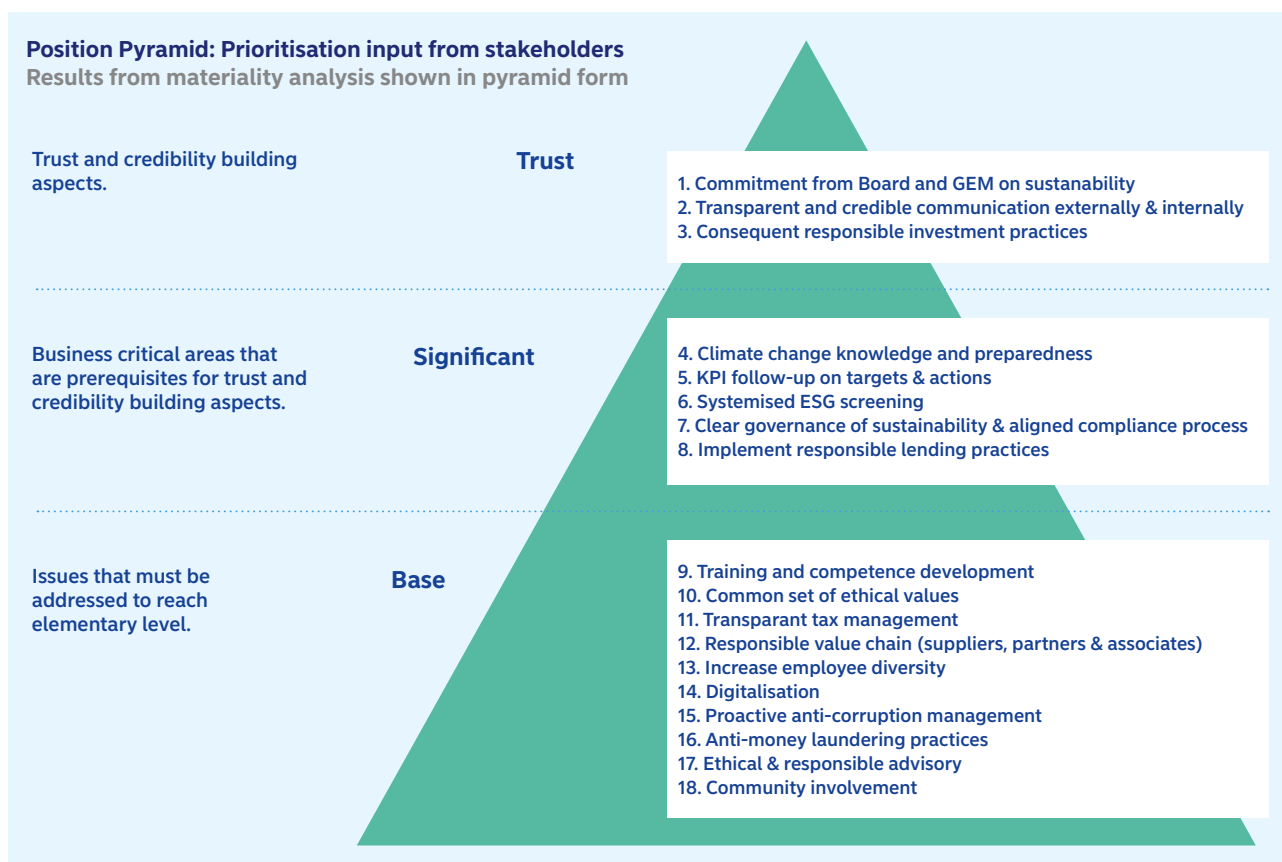 Position Pyramid: Prioritisation input from stakeholders
Results from materiality analysis shown in pyramid form
Trust and credibility building
aspects.
Trust
1. Commitment from Board and GEM on sustanability
2. Transparent and credible communication externally & internally
3. Consequent responsible investment practices
Business critical areas that
are prerequisites for trust and
credibility building aspects.
Significant
4. Climate change knowledge and preparedness
5. KPI follow-up on targets & actions
6. Systemised ESG screening
7. Clear governance of sustainability & aligned compliance process
8. Implement responsible lending practices
Issues that must be
addressed to reach
elementary level.
Base
9. Training and competence development
10. Common set of ethical values
11. Transparant tax management
12. Responsible value chain (suppliers, partners & associates)
13. Increase employee diversity
14. Digitalisation
15. Proactive anti-corruption management
16. Anti-money laundering practices
17. Ethical & responsible advisory
18. Community involvement